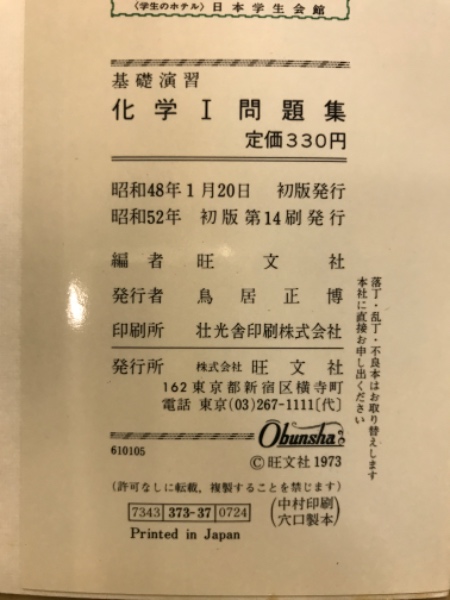 〈学生のホテル〉日本学生会館
基礎演習
化学Ⅰ問題集
定価330円
昭和48年1月20日 初版発行
昭和52年 初版第14刷発行
編者 旺文社
発行者 鳥居正博
印刷所 壮光舎印刷株式会社
発行所 株式会社 旺文社
162東京都新宿区横寺町
電話 東京(03)267-1111〔代〕
落丁・乱丁・不良本はお取り替えします
本社に直接お申し出ください
Obunsha
610105
©旺文社1973
(許可なしに転載,複製することを禁じます)
7343 373-37 0724
(中村印刷
穴口製本)
Printed in Japan